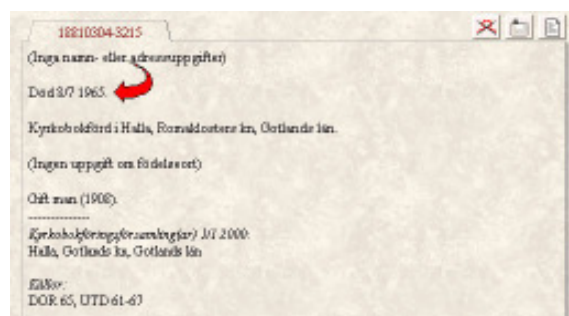 18810304-3215
(Inga namn- eller adressuppgifter)
Död 8/7 1965.
Kyrkobokförd i Halla, Romaklosters kn, Gotlands län.
(Ingen uppgift om födelseort)
Gift man (1908).
--------------
Kyrkobokföringsförsamling(ar) 1/1 2000:
Halla, Gotlands kn, Gotlands län
Källor:
DOR 65, UTD 61-67